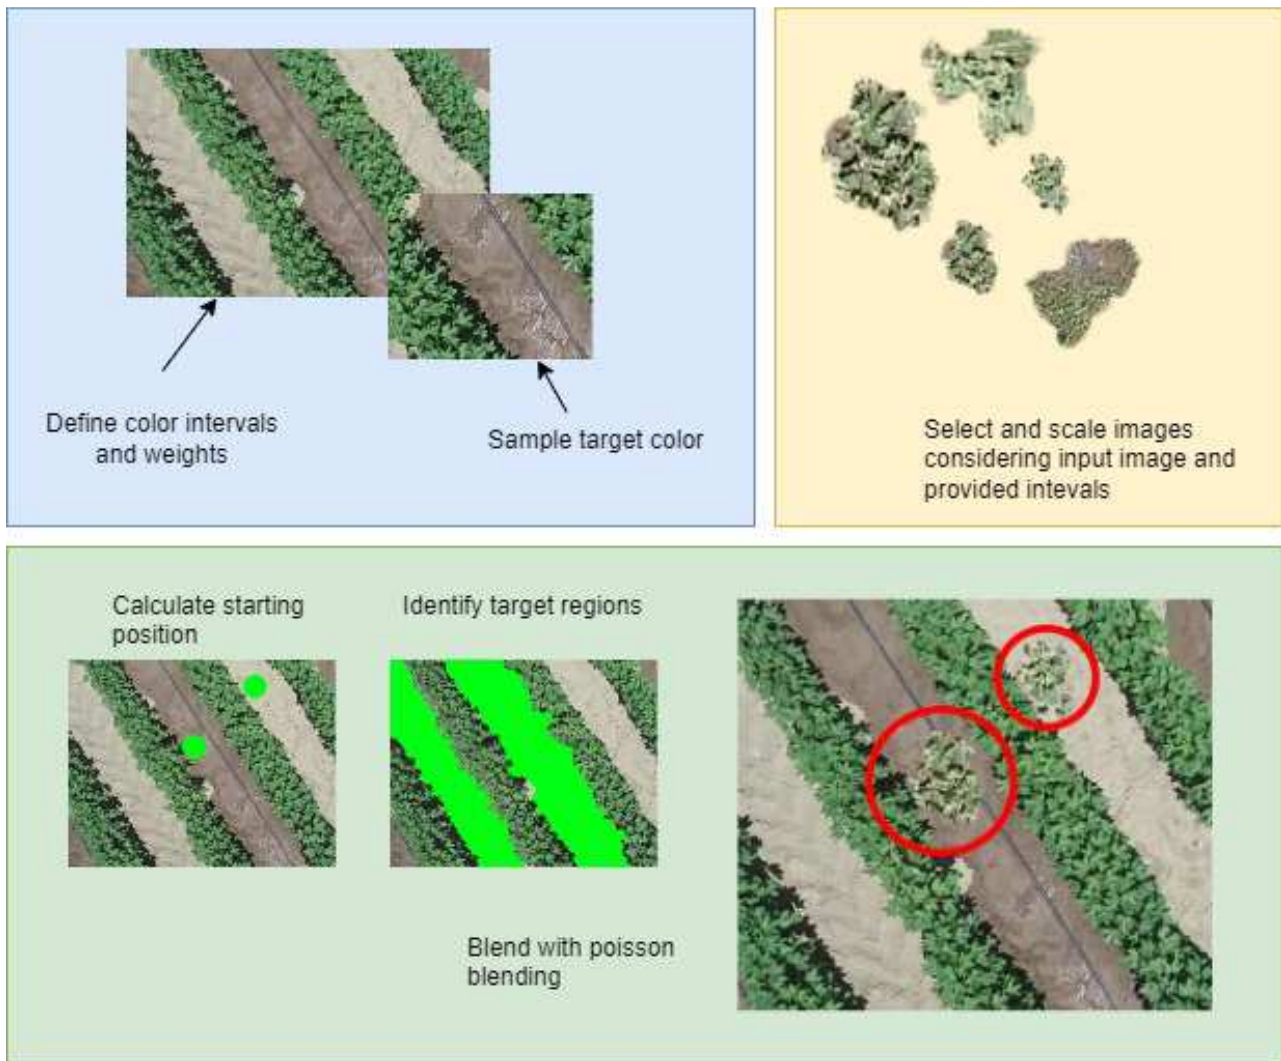 Define color intervals
and weights
Sample target color
Select and scale images
considering input image and
provided intevals
Calculate starting
position
Identify target regions
Blend with poisson
blending